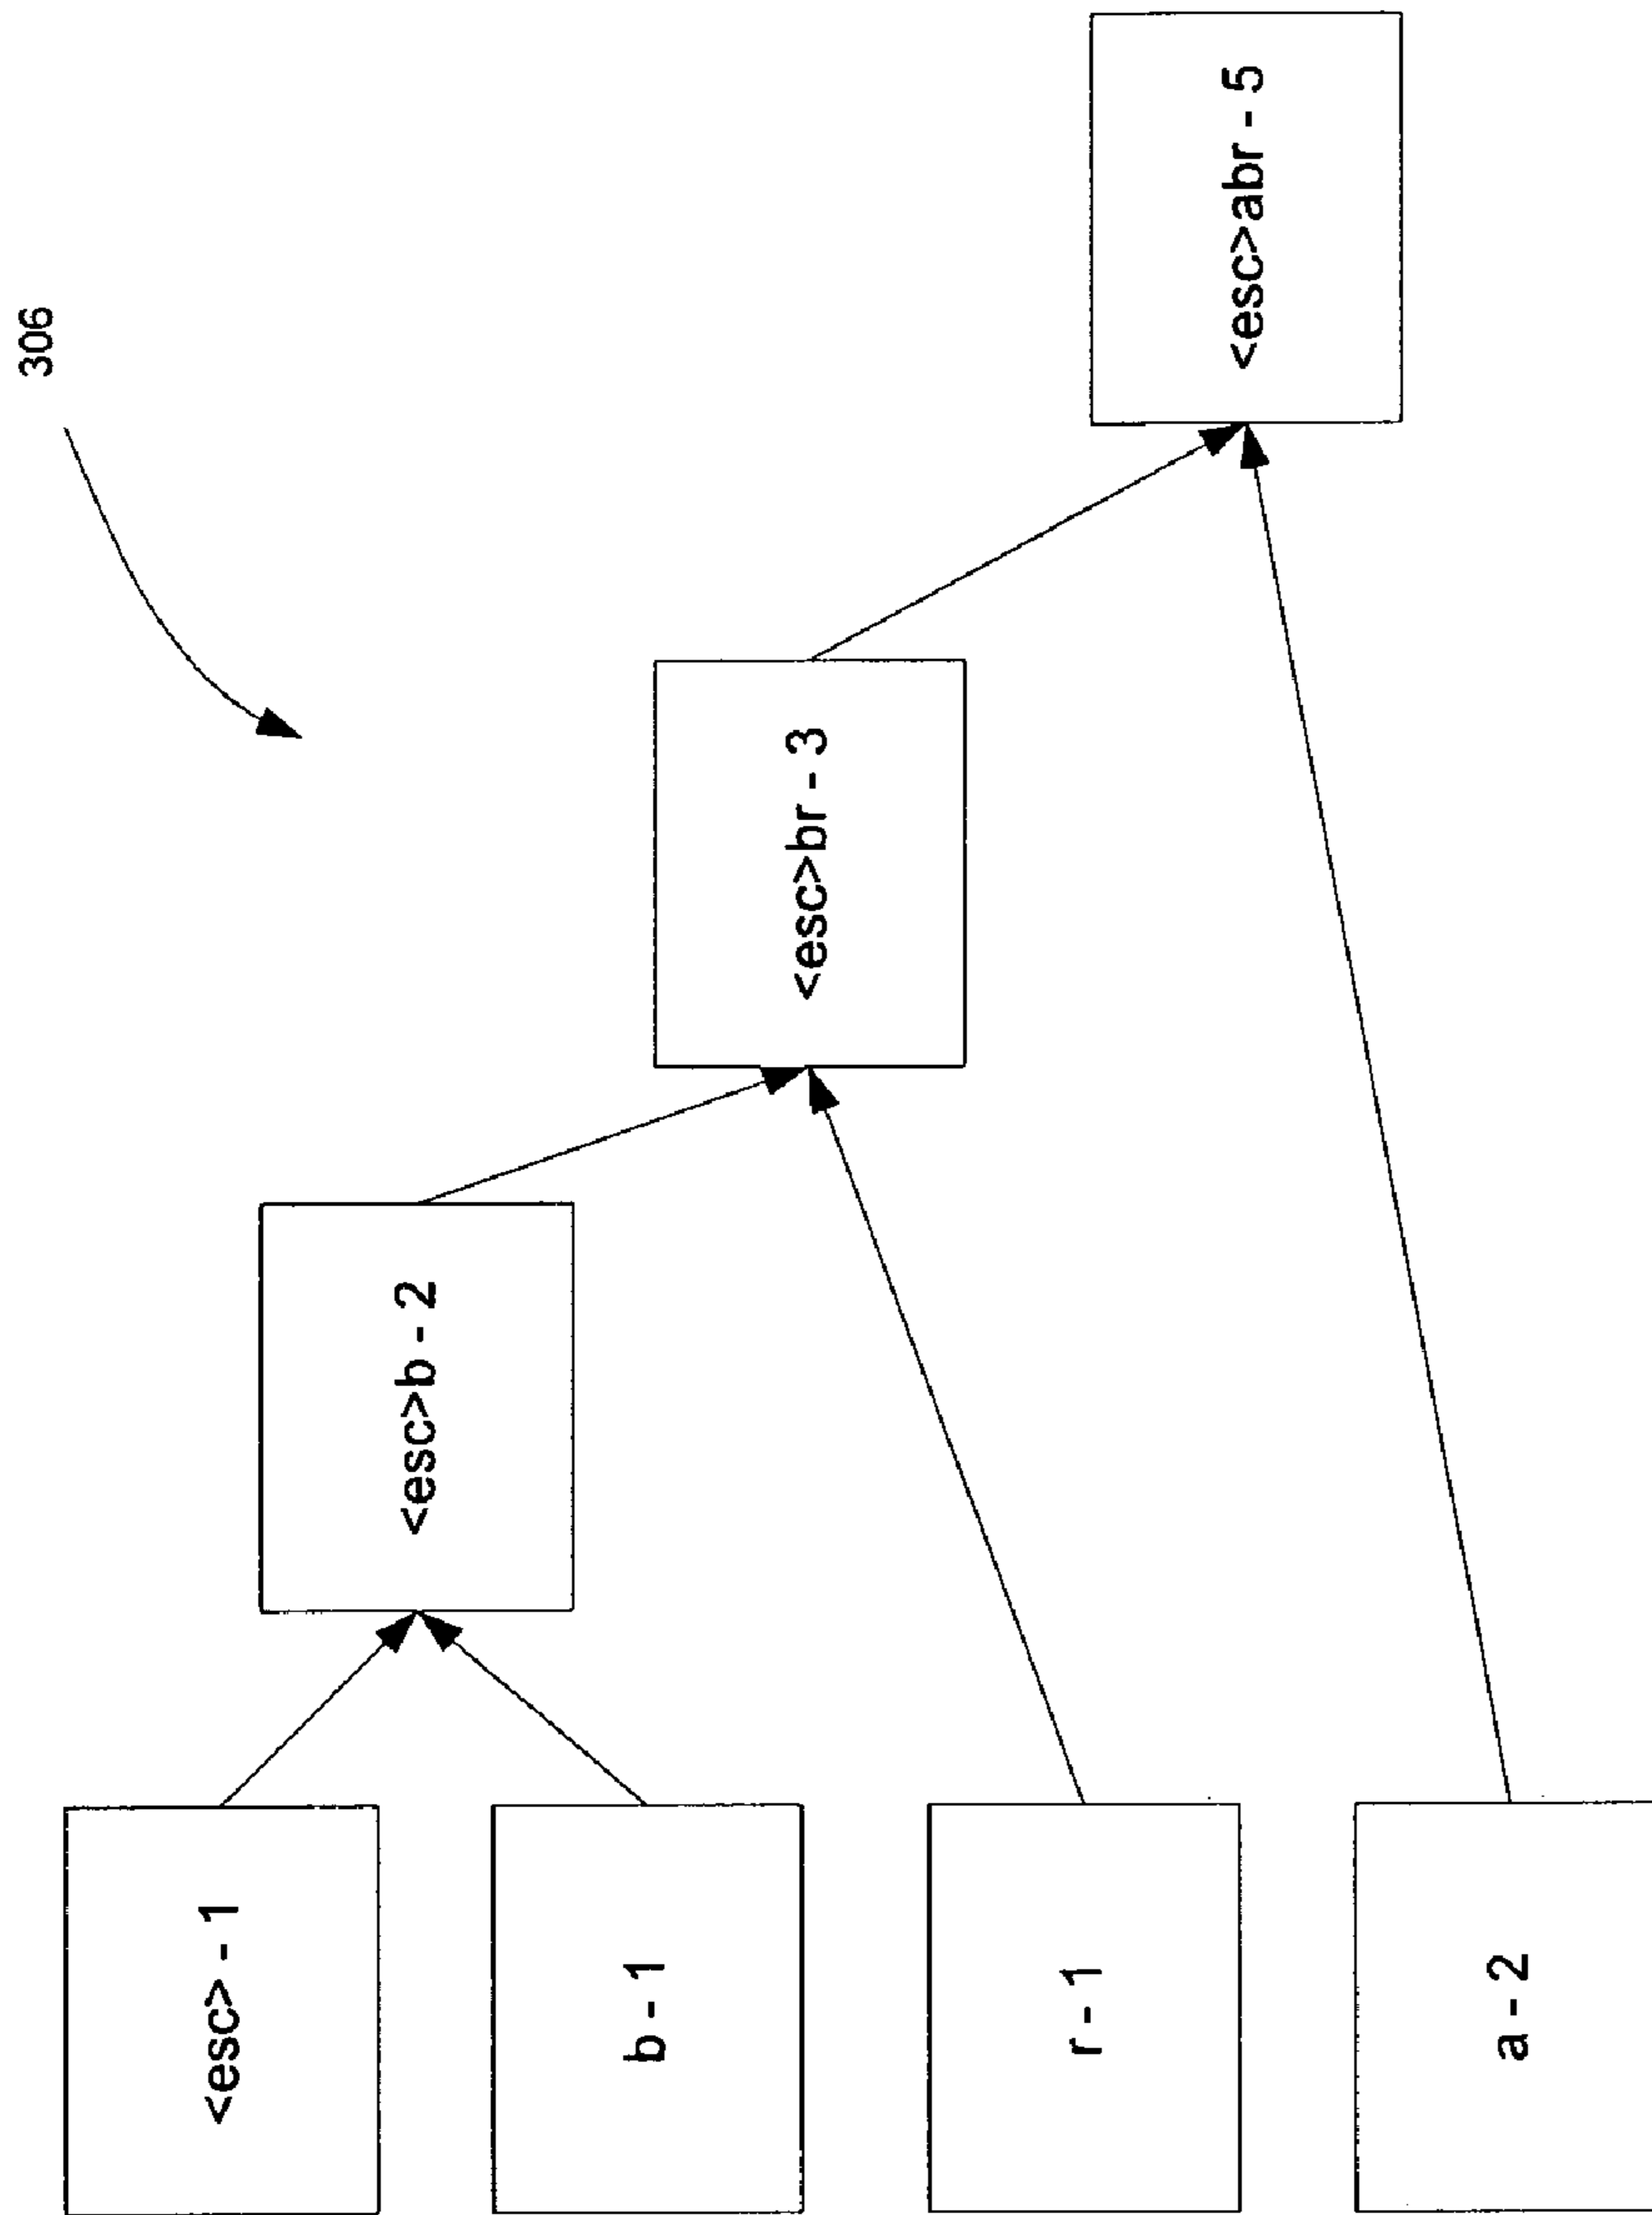 306
<esc>abr - 5
<esc>br - 3
<esc>b - 2
<esc> - 1
b - 1
r - 1
a - 2